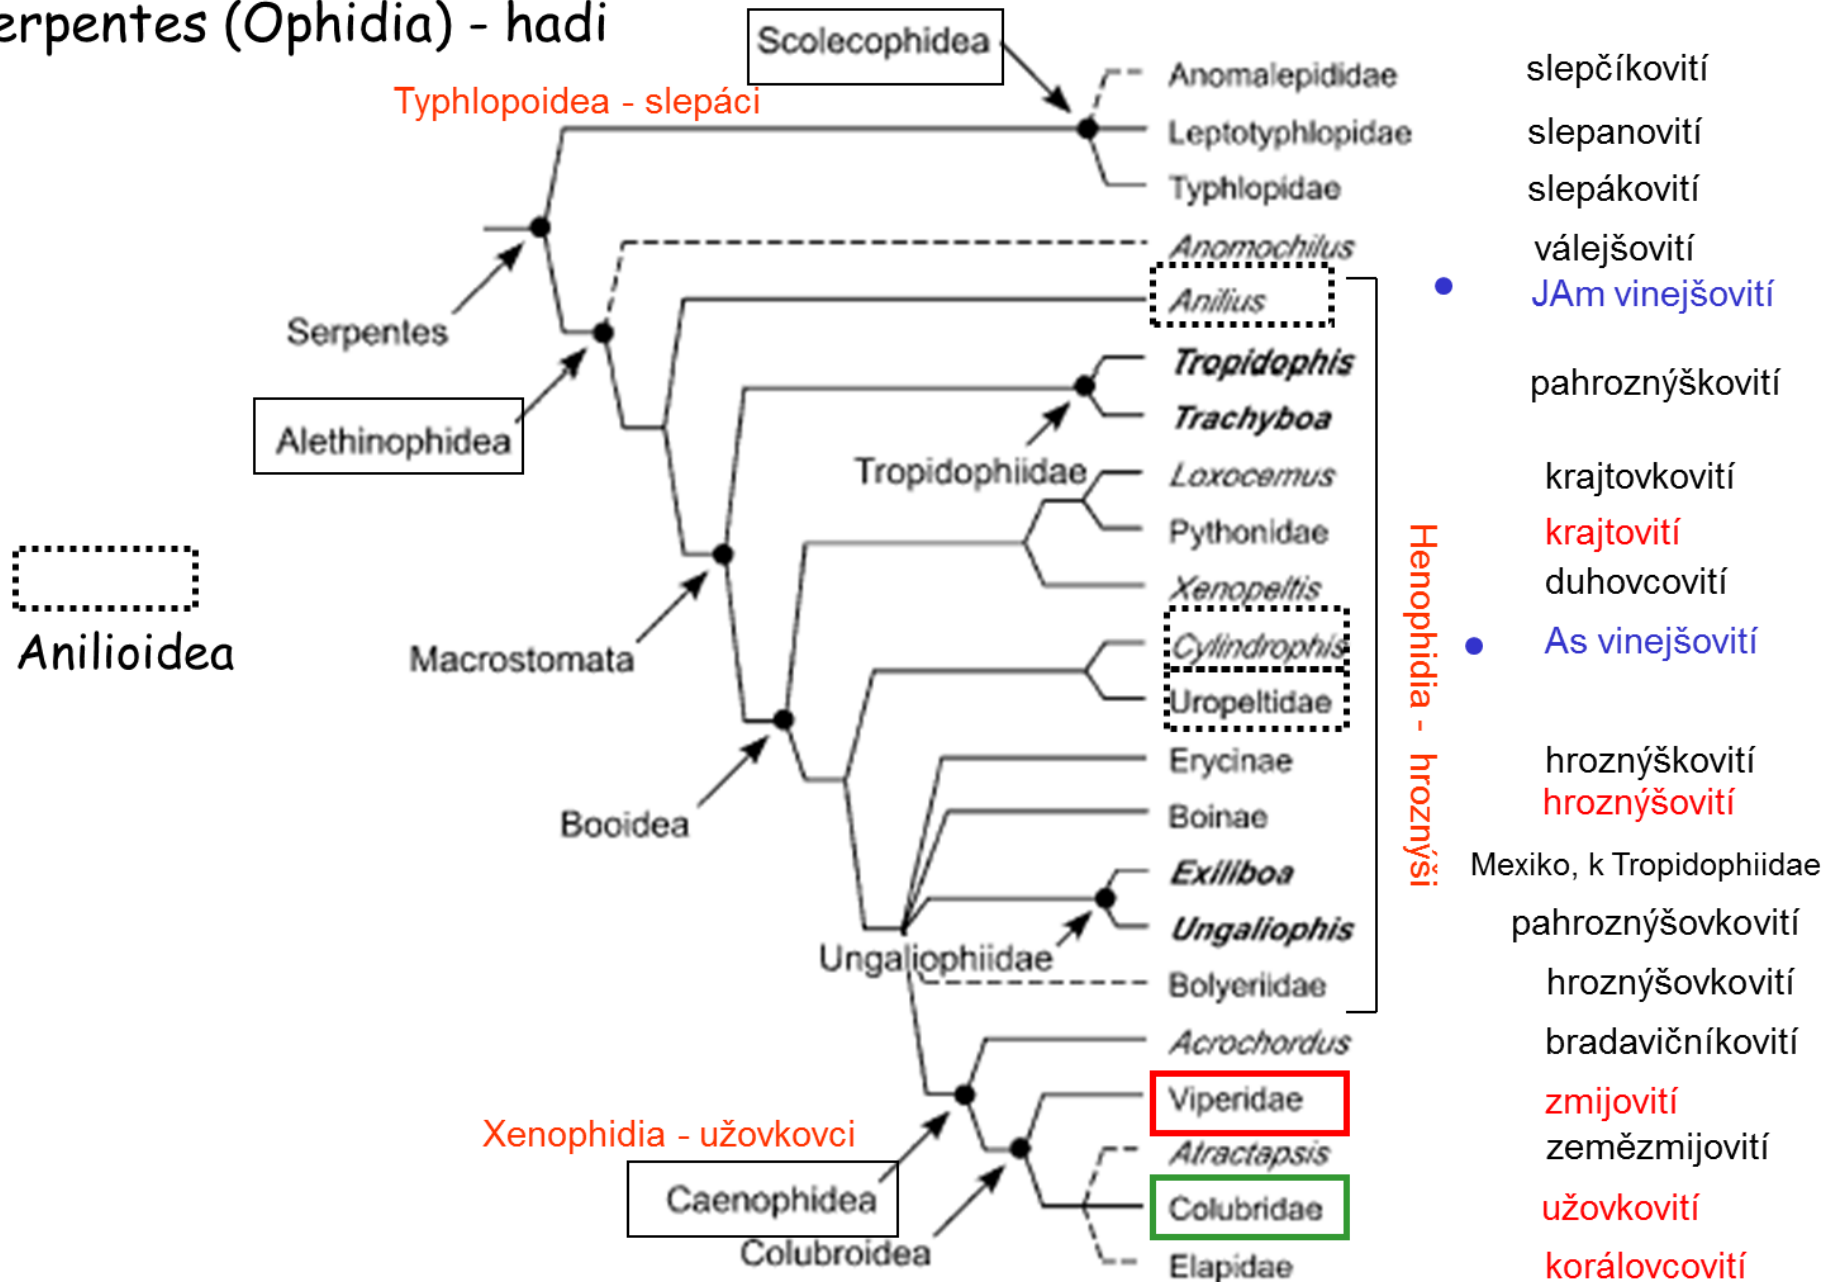 erpentes (Ophidia) - hadi
Scolecophidea
Typhlopoidea - slepáci
Anomalepididae slepčíkovití
Leptotyphlopidae slepanovití
Typhlopidae slepákovití
Anomochilus válejšovití
Anilius JAm vinejšovití
Serpentes
Tropidophis
pahroznýškovití
Trachyboa
Alethinophidea
Tropidophiidae
Loxocemus krajtovkovití
Pythonidae krajtovití
Xenopeltis duhovcovití
Henophidia - hroznýši
Anilioidea
Macrostomata
Cylindrophis As vinejšovití
Uropeltidae
Erycinae hroznýškovití
Booidea
Boinae hroznýšovití
Exiliboa Mexiko, k Tropidophiidae
Ungaliophis pahroznýšovkovití
Ungaliophiidae
Bolyeriidae hroznýšovkovití
Acrochordus bradavičníkovití
Viperidae zmijovití
Xenophidia - užovkovci
Atractapsis zemězmijovití
Caenophidea
Colubridae užovkovití
Colubroidea
Elapidae korálovcovití